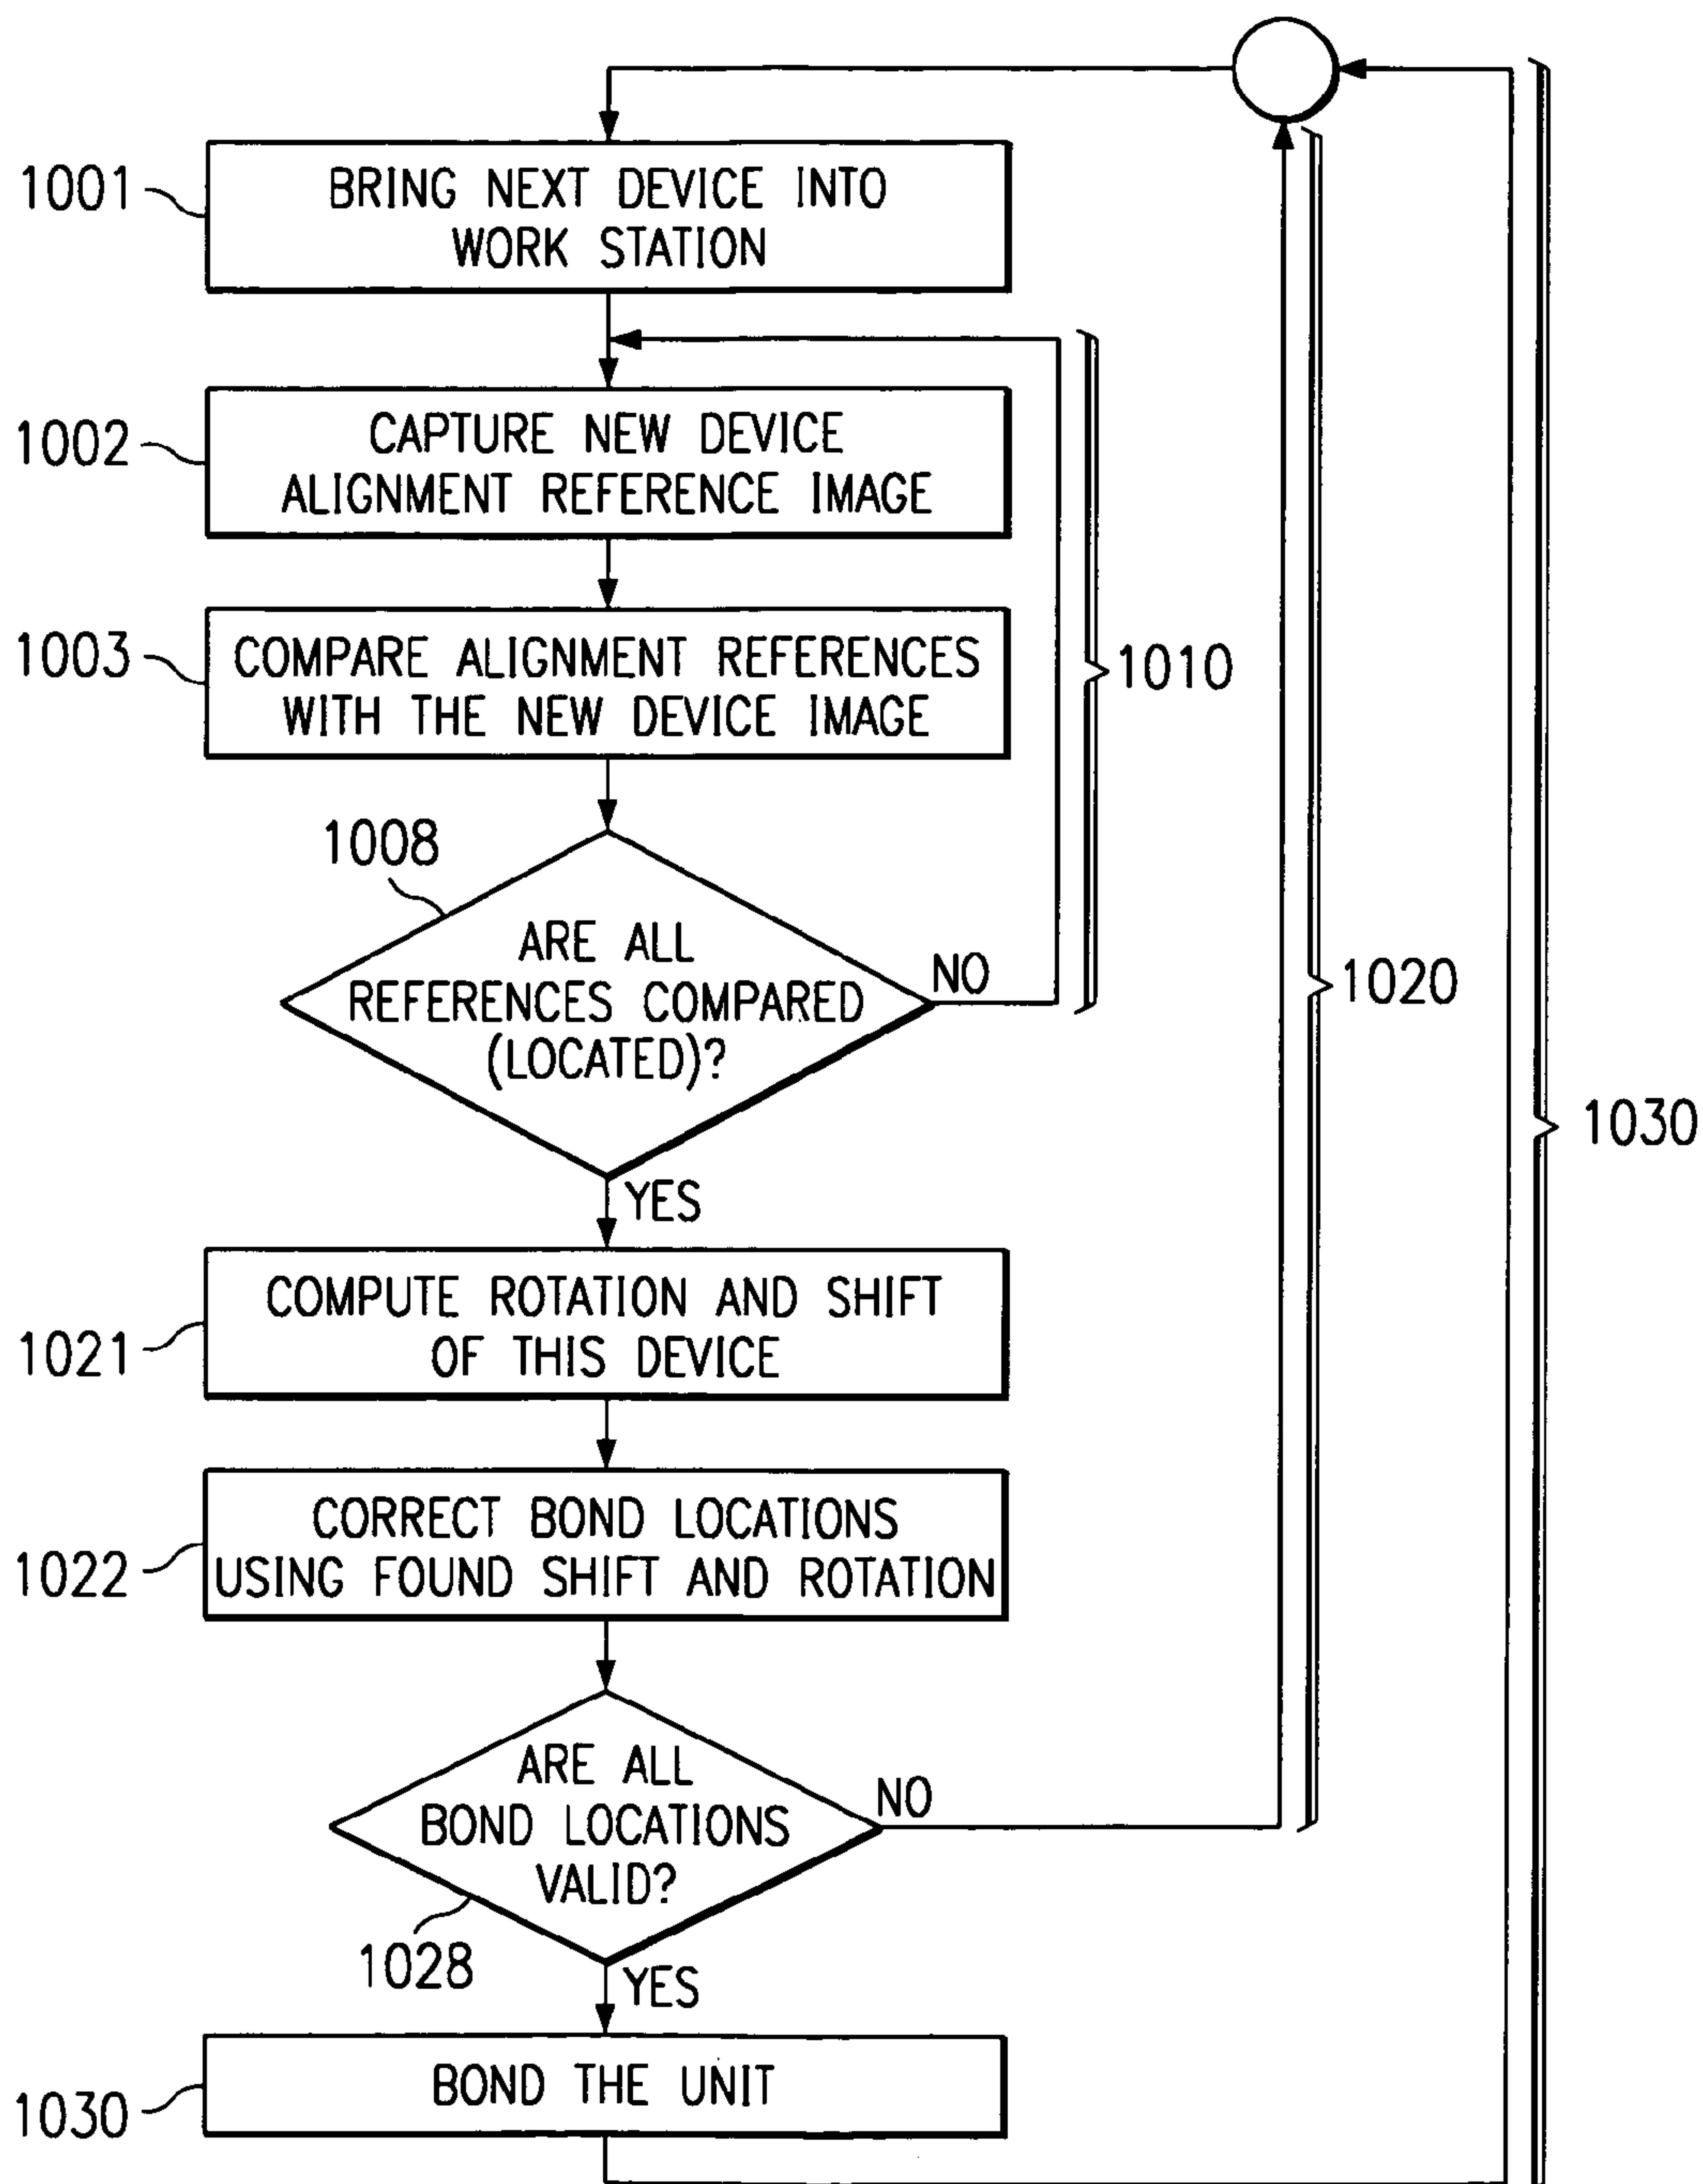 1001
BRING NEXT DEVICE INTO
WORK STATION
1002
CAPTURE NEW DEVICE
ALIGNMENT REFERENCE IMAGE
1003
COMPARE ALIGNMENT REFERENCES
WITH THE NEW DEVICE IMAGE
1010
1008
ARE ALL
REFERENCES COMPARED
(LOCATED)?
NO
1020
1030
YES
1021
COMPUTE ROTATION AND SHIFT
OF THIS DEVICE
1022
CORRECT BOND LOCATIONS
USING FOUND SHIFT AND ROTATION
ARE ALL
BOND LOCATIONS
VALID?
NO
1028
YES
1030
BOND THE UNIT